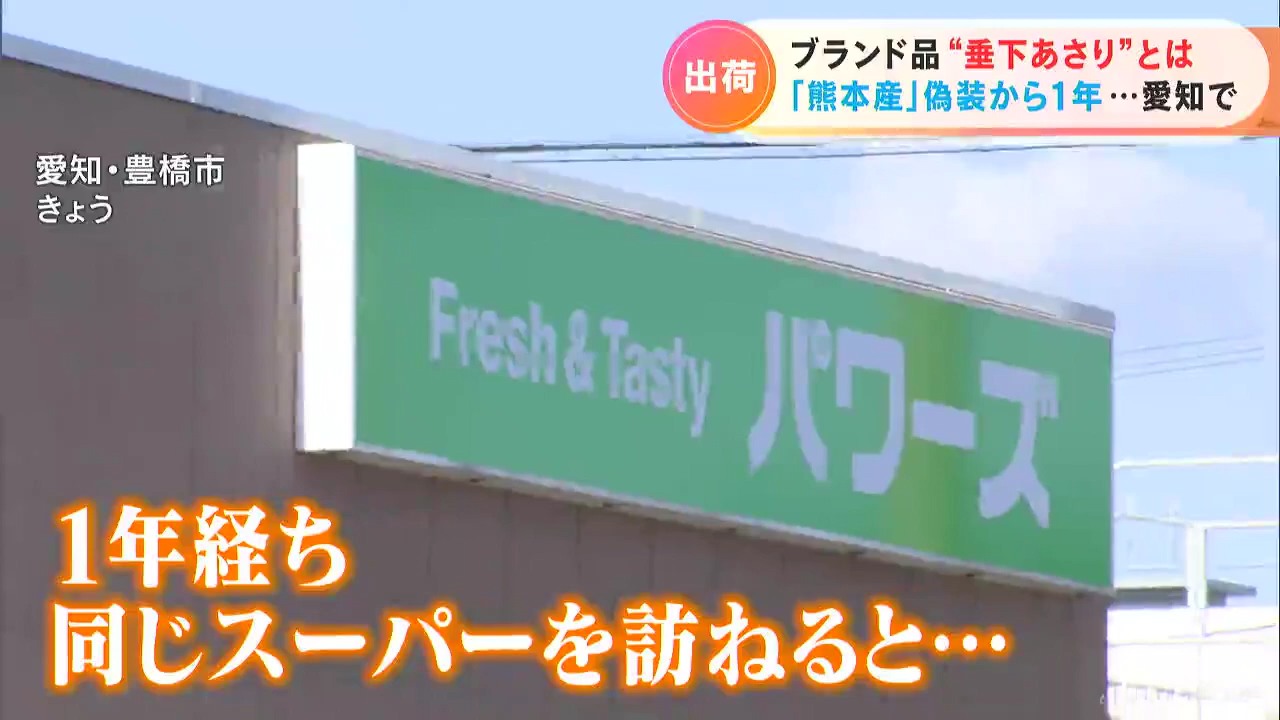 出荷
ブランド品“垂下あさり”とは
「熊本産」偽装から1年…愛知で
愛知・豊橋市
きょう
Fresh & Tasty パワーズ
1年経ち
同じスーパーを訪ねると…